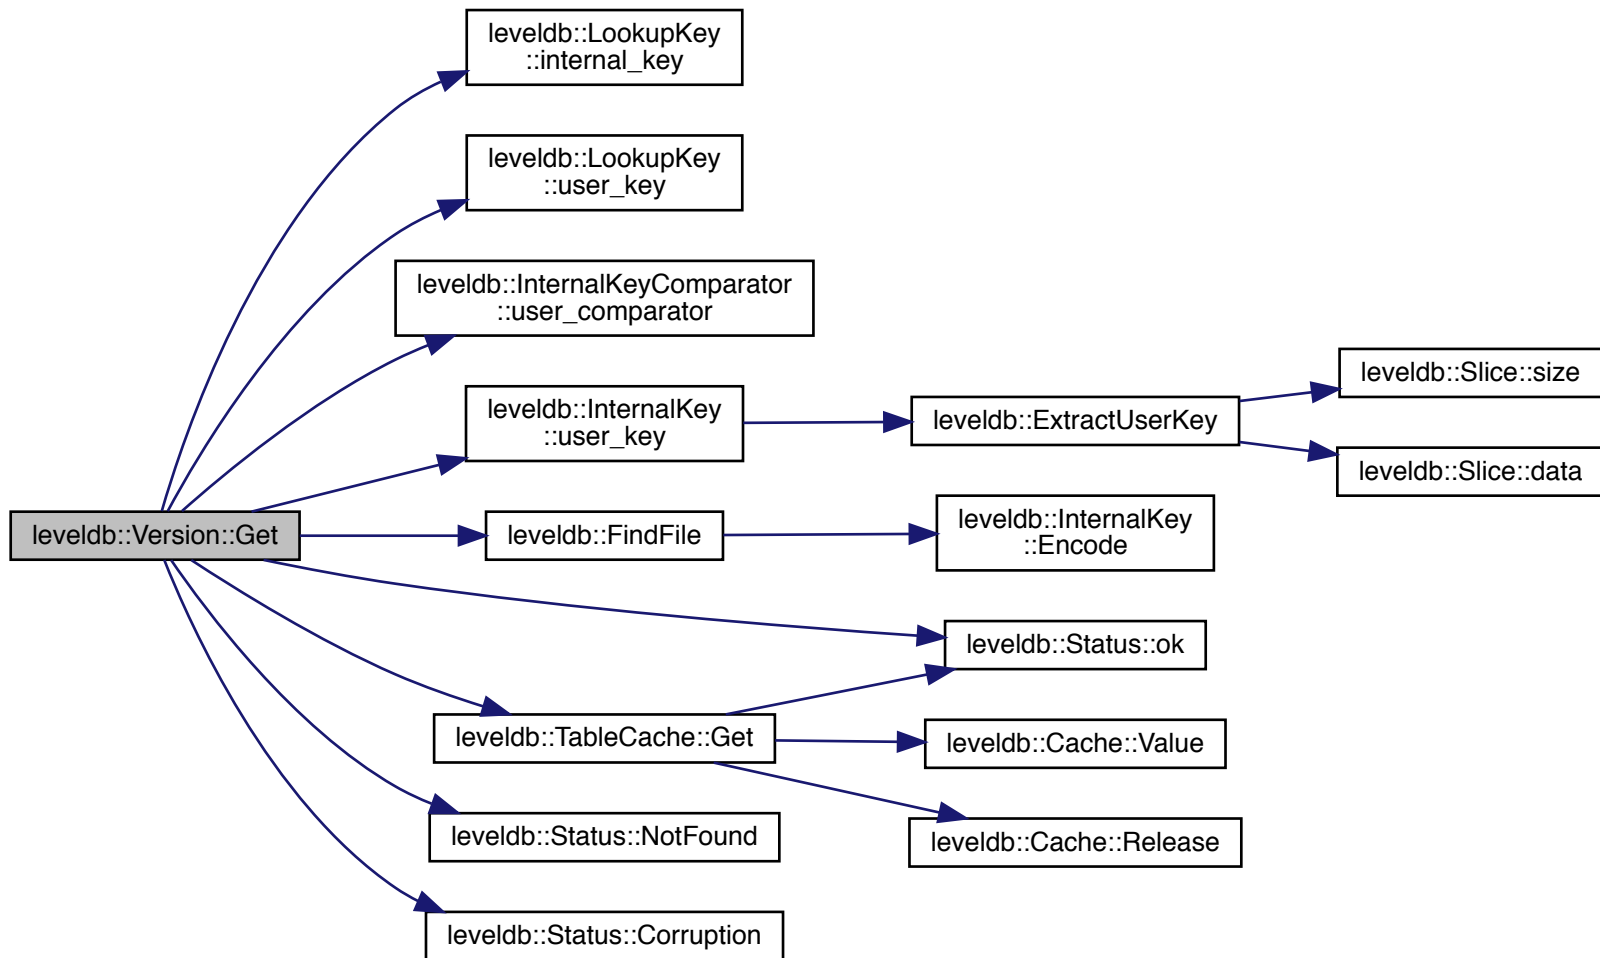 leveldb::LookupKey
::internal_key
leveldb::LookupKey
::user_key
leveldb::InternalKeyComparator
::user_comparator
leveldb::InternalKey
::user_key
leveldb::ExtractUserKey
leveldb::Slice::size
leveldb::Slice::data
leveldb::Version::Get
leveldb::FindFile
leveldb::InternalKey
::Encode
leveldb::Status::ok
leveldb::TableCache::Get
leveldb::Cache::Value
leveldb::Cache::Release
leveldb::Status::NotFound
leveldb::Status::Corruption